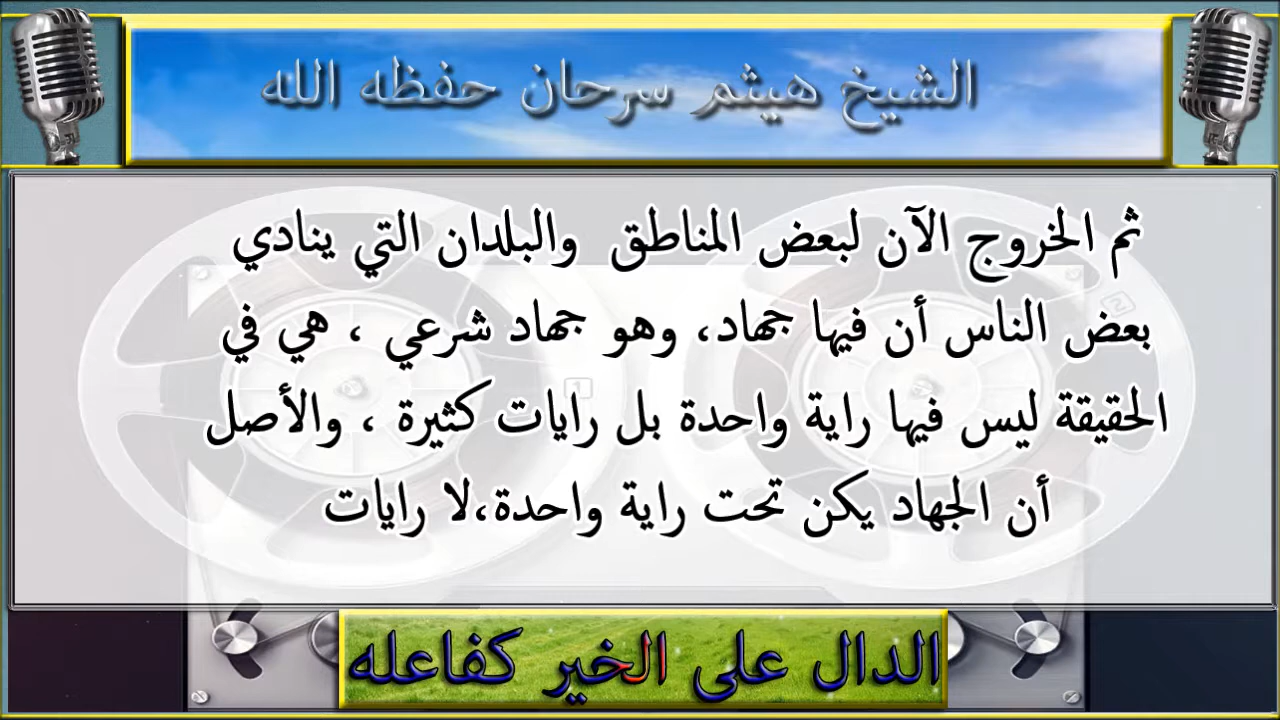 الشيخ هيثم سرحان حفظه الله
ثم الخروج الآن لبعض المناطق والبلدان التي ينادي
بعض الناس أن فيها جهاد، وهو جهاد شرعي ، هي في
الحقيقة ليس فيها راية واحدة بل رايات كثيرة ، والأصل
أن الجهاد يكن تحت راية واحدة،لا رايات
الدال على الخير كفاعله
1
2